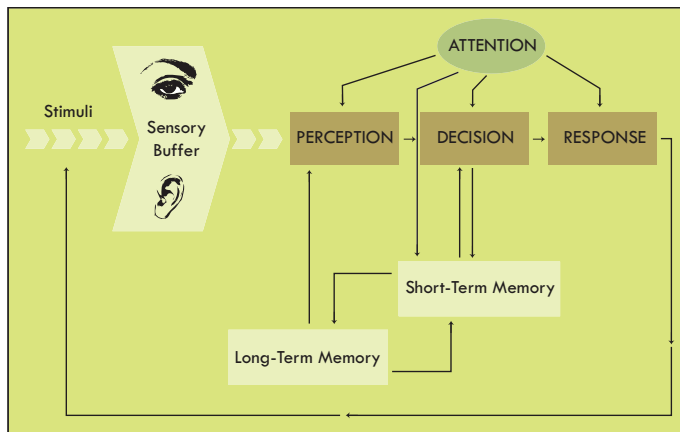 ATTENTION
Stimuli
Sensory
Buffer
PERCEPTION
DECISION
RESPONSE
Short-Term Memory
Long-Term Memory